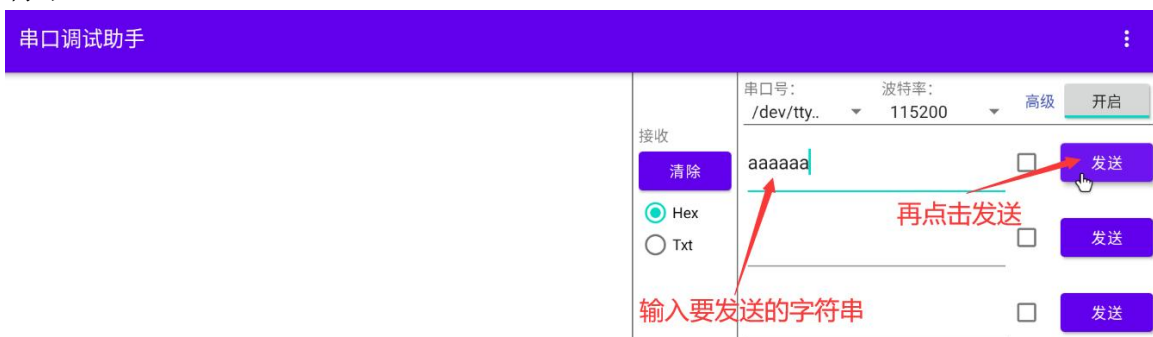 串口调试助手
串口号:
波特率:
/dev/tty..
115200
高级
开启
接收
清除
aaaaaa
发送
Hex
再点击发送
Txt
发送
输入要发送的字符串
发送